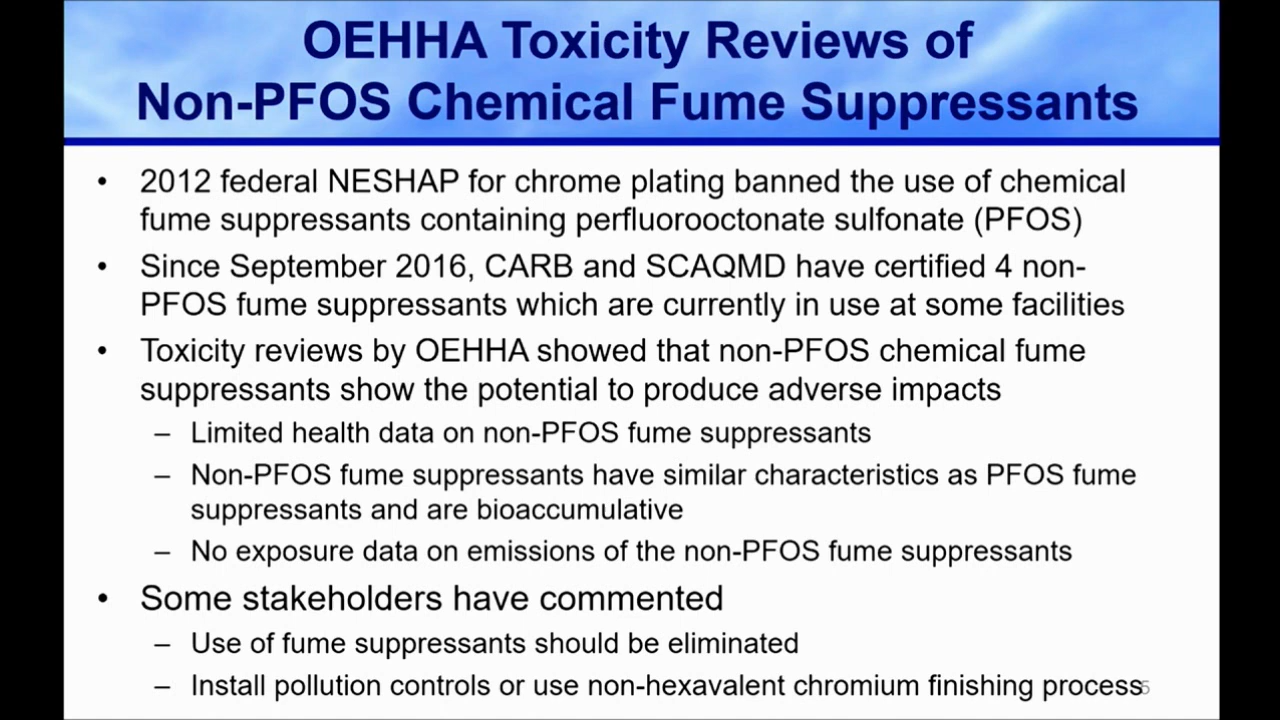 OEHHA Toxicity Reviews of
Non-PFOS Chemical Fume Suppressants
• 2012 federal NESHAP for chrome plating banned the use of chemical
fume suppressants containing perfluorooctonate sulfonate (PFOS)
• Since September 2016, CARB and SCAQMD have certified 4 non-
PFOS fume suppressants which are currently in use at some facilities
• Toxicity reviews by OEHHA showed that non-PFOS chemical fume
suppressants show the potential to produce adverse impacts
– Limited health data on non-PFOS fume suppressants
– Non-PFOS fume suppressants have similar characteristics as PFOS fume
suppressants and are bioaccumulative
– No exposure data on emissions of the non-PFOS fume suppressants
• Some stakeholders have commented
– Use of fume suppressants should be eliminated
– Install pollution controls or use non-hexavalent chromium finishing process
5